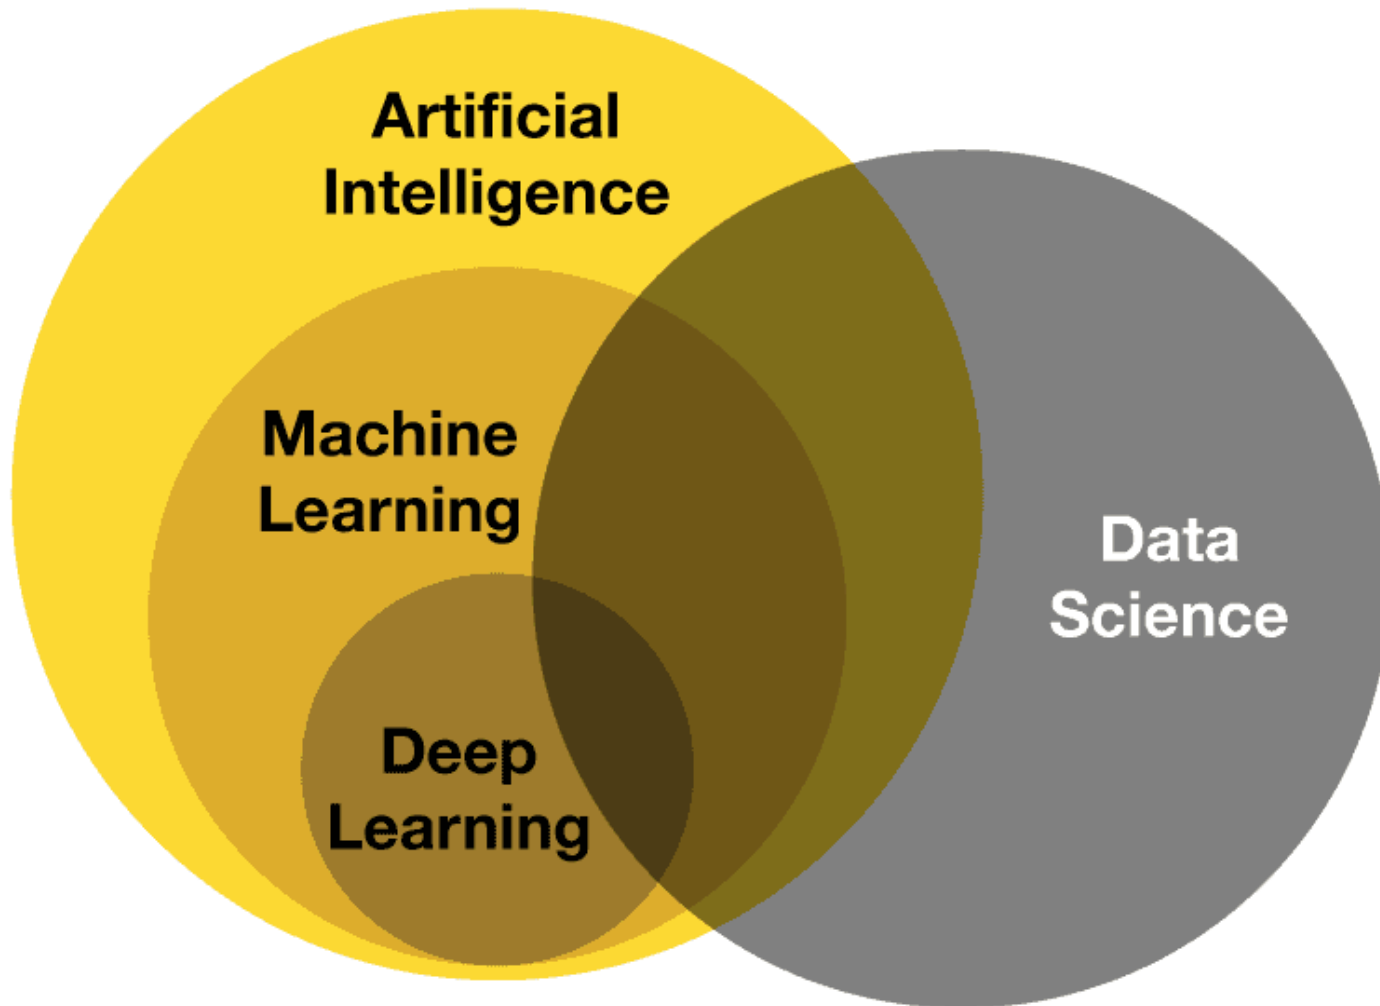 Artificial
Intelligence
Machine
Learning
Data
Science
Deep
Learning